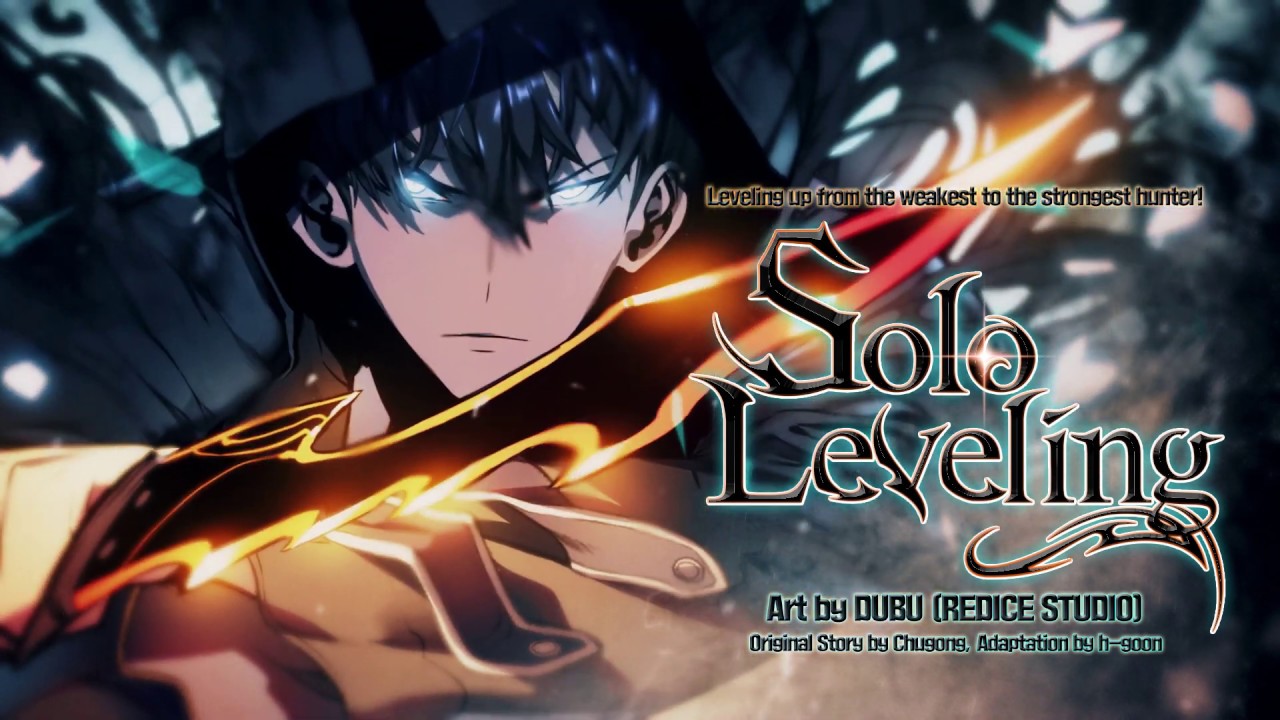 Leveling up from the weakest to the strongest hunter!
Solo
Leveling
Art by DUBU (REDICE STUDIO)
Original Story by Chugong, Adaptation by h-goon